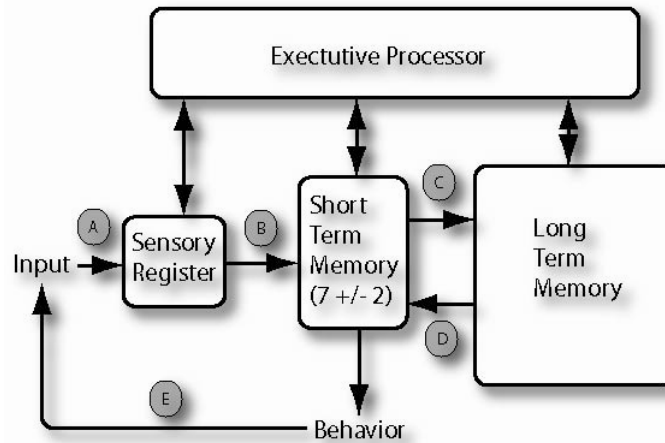 Exectutive Processor
A
B
C
Input
Sensory
Register
Short
Term
Memory
(7 +/- 2)
Long
Term
Memory
D
E
Behavior